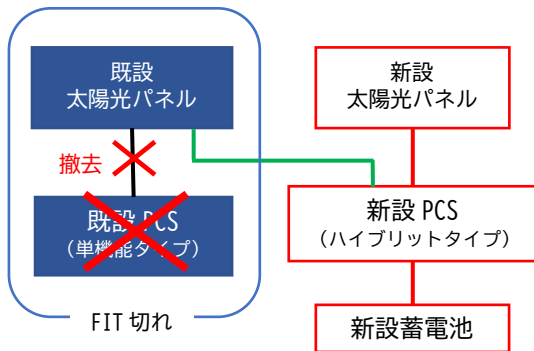 既設
太陽光パネル
撤去
既設 PCS
（単機能タイプ）
FIT 切れ
新設
太陽光パネル
新設 PCS
（ハイブリットタイプ）
新設蓄電池